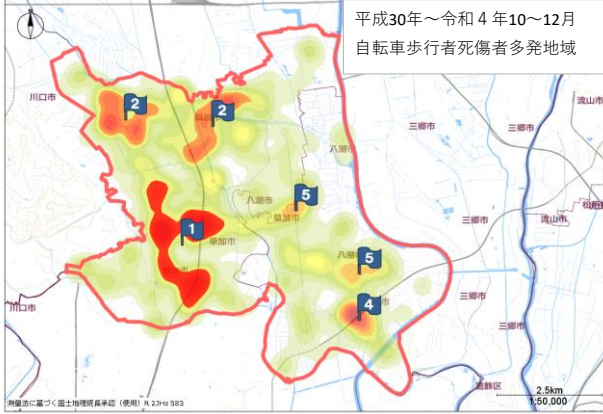 平成30年～令和４年10～12月
自転車歩行者死傷者多発地域
川口市
2
2
草加市
三郷市
三郷市
流山市
八潮市
八潮市
草加市
5
三郷市
流山市
1
草加市
八潮市
5
三郷市
4
川口市
三郷市
三郷市
葛飾区
2.5km
1:50,000
測量法に基づく国土地理院長承認（使用）R 2JHs 583